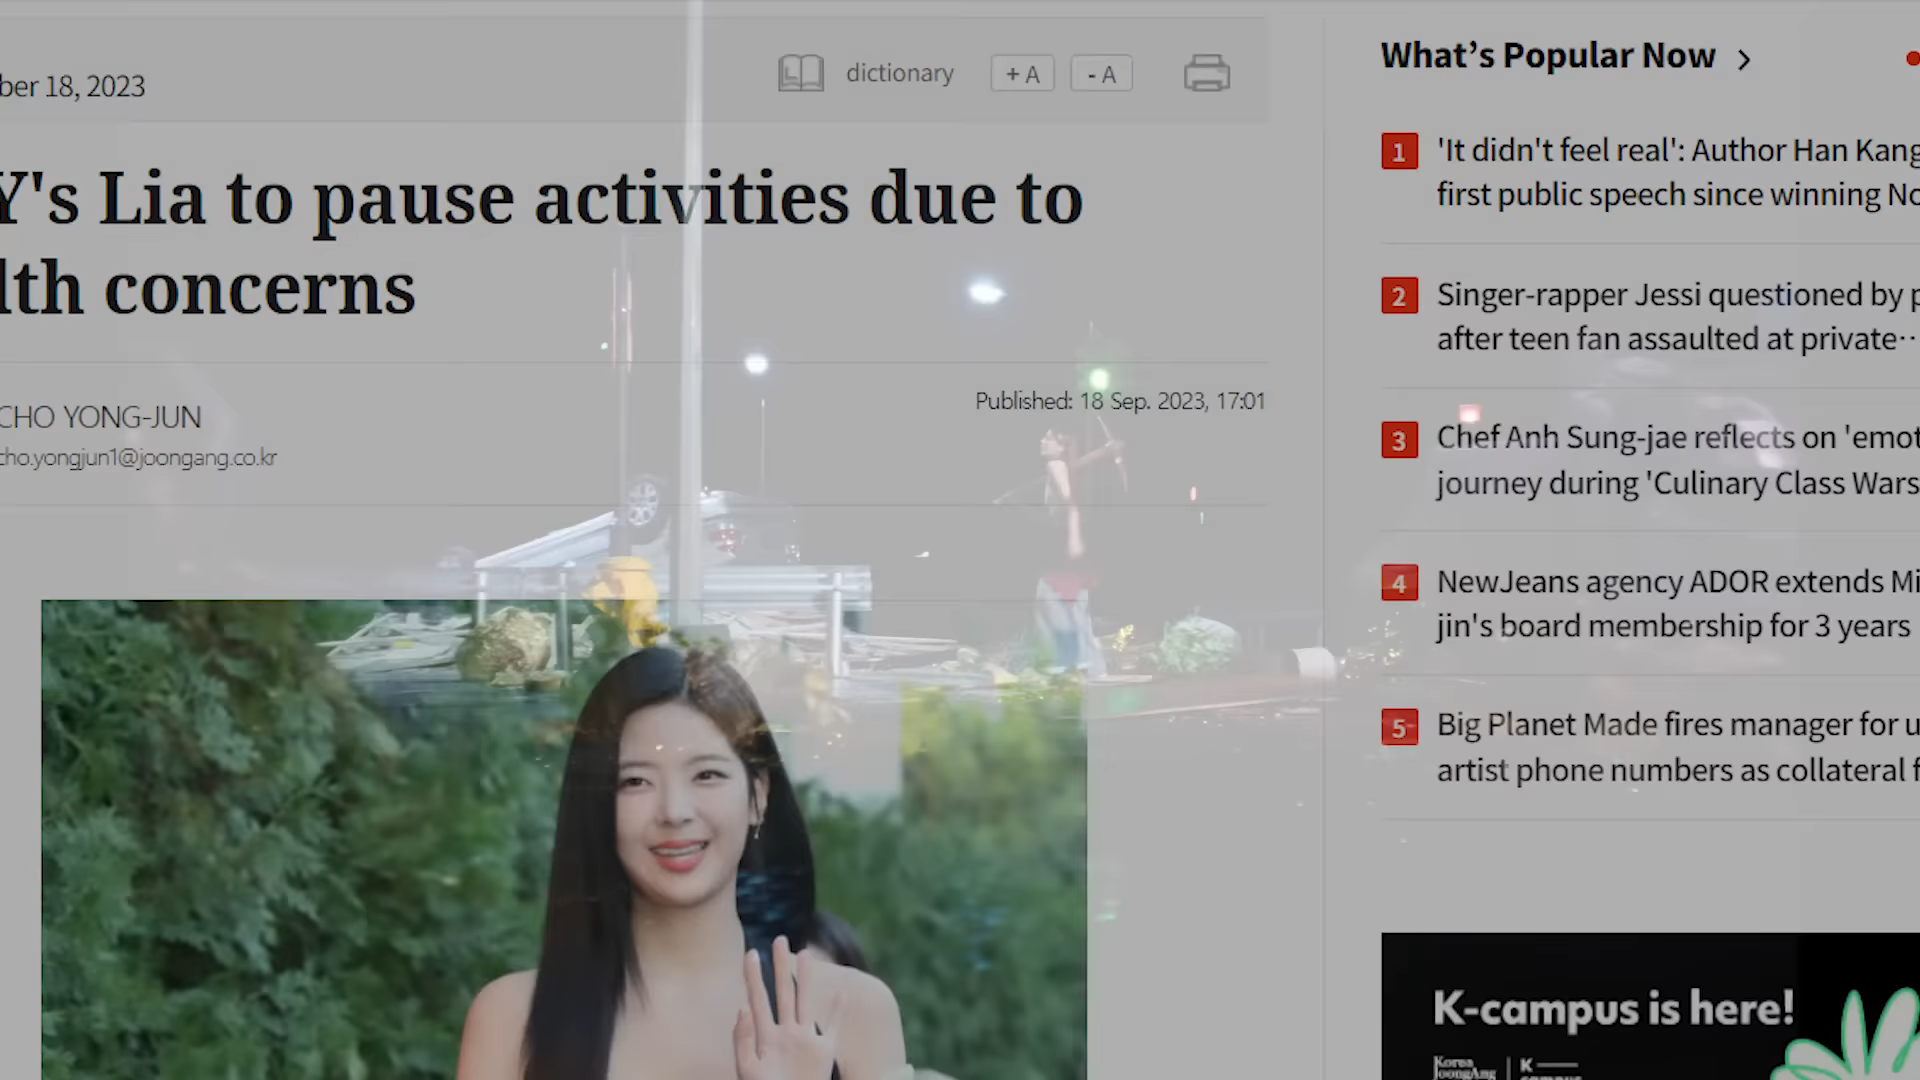 ber 18, 2023
dictionary
+ A
- A
Y's Lia to pause activities due to
lth concerns
CHO YONG-JUN
cho.yongjun1@joongang.co.kr
Published: 18 Sep. 2023, 17:01
What's Popular Now
1
'It didn't feel real': Author Han Kang
first public speech since winning No
2
Singer-rapper Jessi questioned by p
after teen fan assaulted at private··
3
Chef Anh Sung-jae reflects on 'emot
journey during 'Culinary Class Wars
4
NewJeans agency ADOR extends Mi
jin's board membership for 3 years
5
Big Planet Made fires manager for u
artist phone numbers as collateral f
K-campus is here!
Korea
JoongAng
K
campus